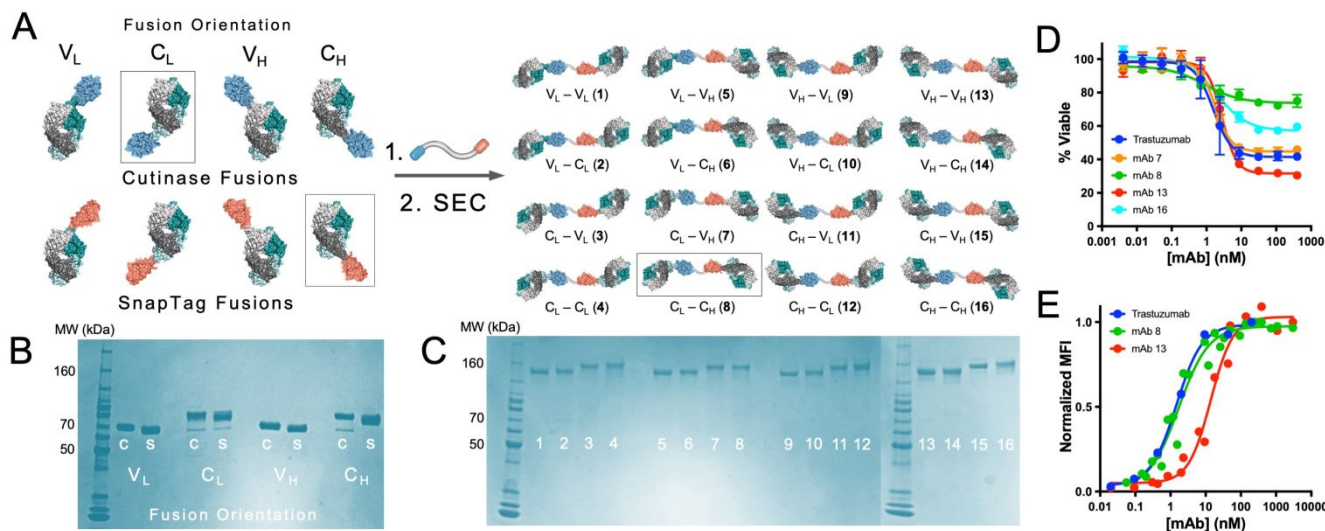 A
Fusion Orientation
VL CL VH CH
Cutinase Fusions
SnapTag Fusions
1.
2. SEC
VL – VL (1) VL – VH (5) VH – VL (9) VH – VH (13)
VL – CL (2) VL – CH (6) VH – CL (10) VH – CH (14)
CL – VL (3) CL – VH (7) CH – VL (11) CH – VH (15)
CL – CL (4) CL – CH (8) CH – CL (12) CH – CH (16)
B
MW (kDa)
160
70
50
C S C S C S C S
VL CL VH CH
Fusion Orientation
C
MW (kDa)
160
70
50
1 2 3 4 5 6 7 8 9 10 11 12 13 14 15 16
D
% Viable
100
80
60
40
20
0
Trastuzumab
mAb 7
mAb 8
mAb 13
mAb 16
0.001 0.01 0.1 1 10 100 1000
[mAb] (nM)
E
Normalized MFI
1.0
0.5
0.0
Trastuzumab
mAb 8
mAb 13
0.01 0.1 1 10 100 1000 10000
[mAb] (nM)